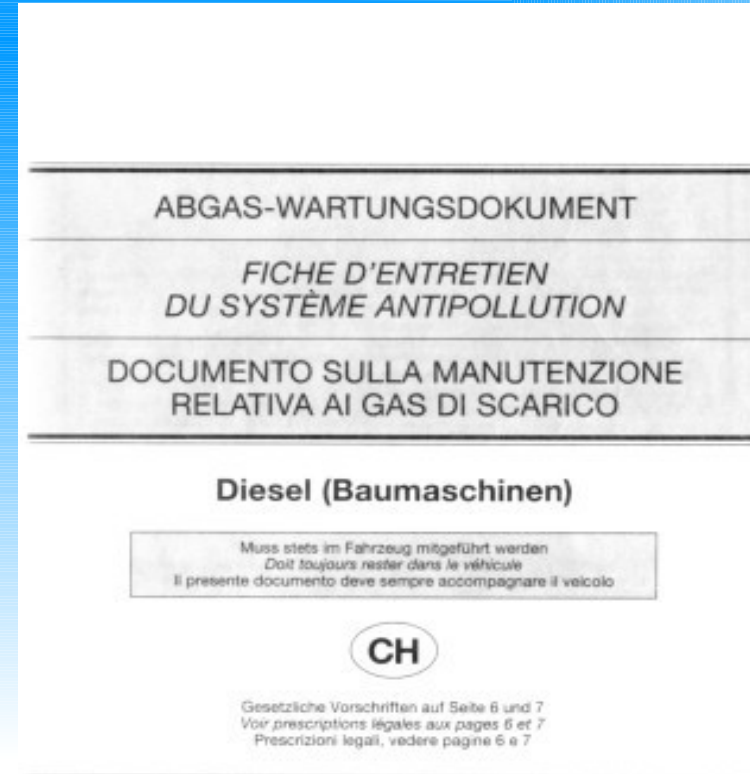 ABGAS-WARTUNGSDOKUMENT
FICHE D'ENTRETIEN
DU SYSTÈME ANTIPOLLUTION
DOCUMENTO SULLA MANUTENZIONE
RELATIVA AI GAS DI SCARICO
Diesel (Baumaschinen)
Muss stets im Fahrzeug mitgeführt werden
Doit toujours rester dans le véhicule
Il presente documento deve sempre accompagnare il veicolo
CH
Gesetzliche Vorschriften auf Seite 6 und 7
Voir prescriptions légales aux pages 6 et 7
Prescrizioni legali, vedere pagine 6 e 7